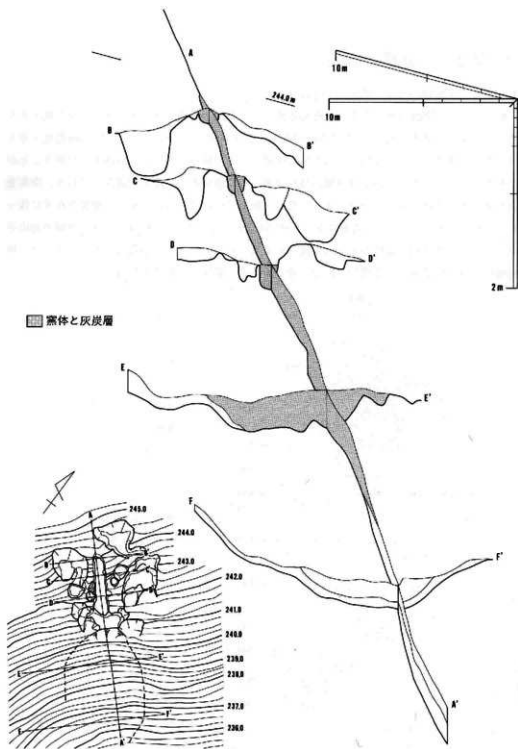 A
10m
244.0m
10m
B
B'
C
C'
D
D'
2m
窯体と灰炭層
E
E'
F
F'
A'
A
245.0
244.0
243.0
242.0
241.0
240.0
239.0
238.0
237.0
236.0
B
B'
C
D
D'
E
E'
F
F'
A'